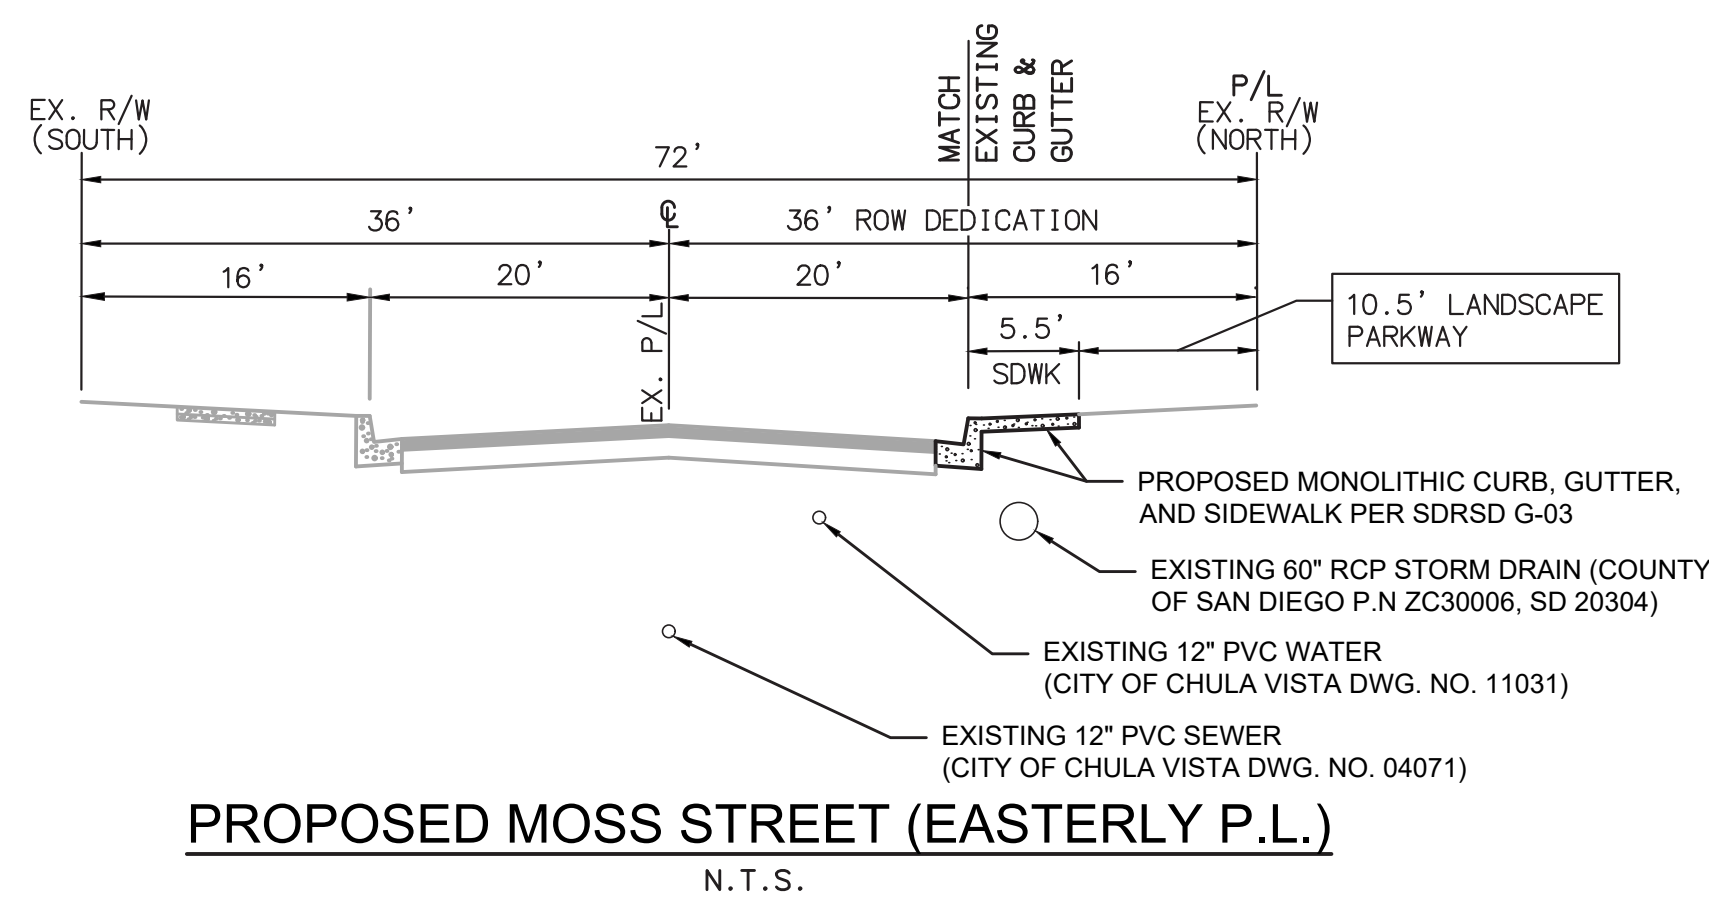 EX. R/W
(SOUTH)
MATCH
EXISTING
CURB &
GUTTER
P/L
EX. R/W
(NORTH)
72'
36'
℄
36' ROW DEDICATION
16'
20'
20'
16'
EX. P/L
5.5'
SDWK
10.5' LANDSCAPE
PARKWAY
PROPOSED MONOLITHIC CURB, GUTTER,
AND SIDEWALK PER SDRSD G-03
EXISTING 60" RCP STORM DRAIN (COUNTY
OF SAN DIEGO P.N ZC30006, SD 20304)
EXISTING 12" PVC WATER
(CITY OF CHULA VISTA DWG. NO. 11031)
EXISTING 12" PVC SEWER
(CITY OF CHULA VISTA DWG. NO. 04071)
PROPOSED MOSS STREET (EASTERLY P.L.)
N.T.S.